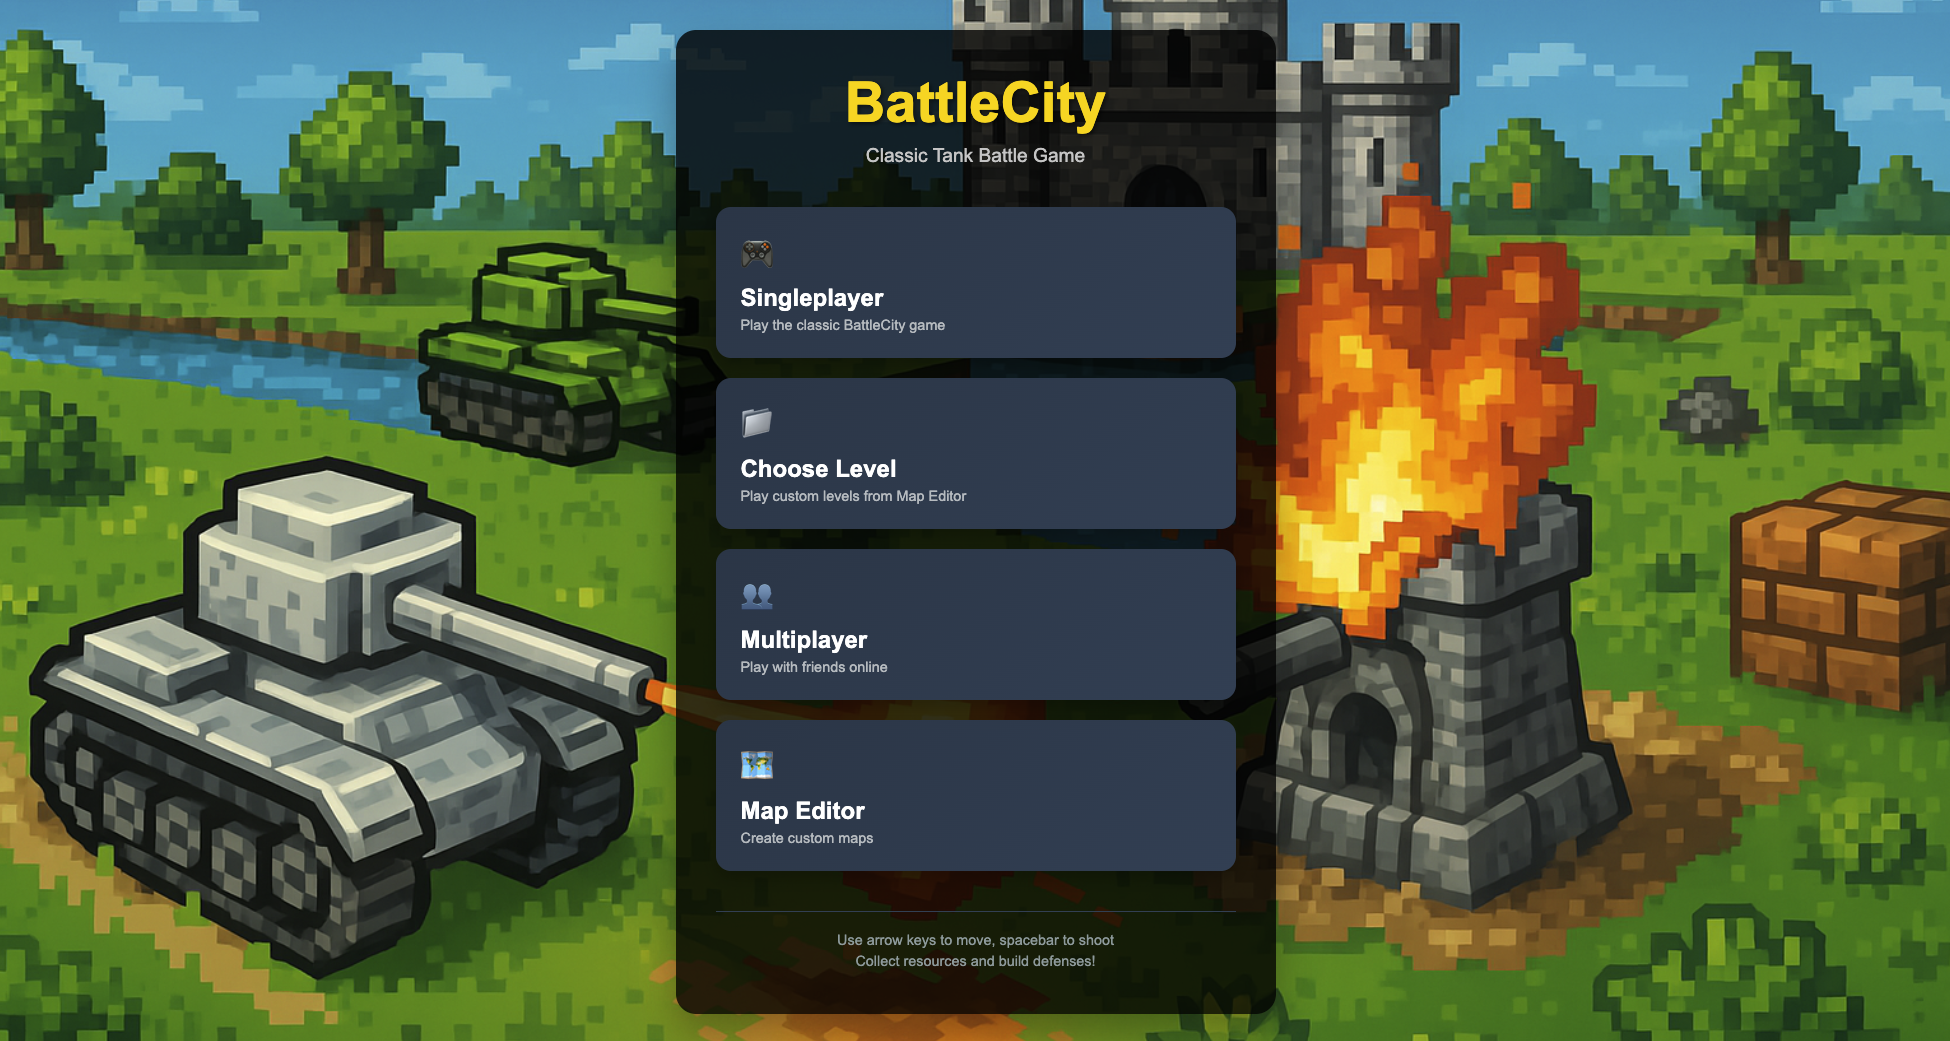 BattleCity
Classic Tank Battle Game
Singleplayer
Play the classic BattleCity game
Choose Level
Play custom levels from Map Editor
Multiplayer
Play with friends online
Map Editor
Create custom maps
Use arrow keys to move, spacebar to shoot
Collect resources and build defenses!